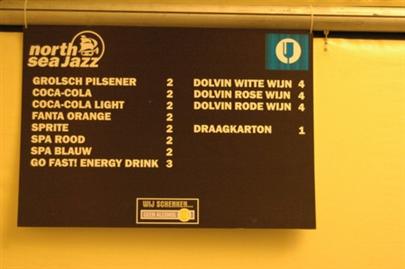 north
sea Jazz
GROLSCH PILSENER 2
COCA-COLA 2
COCA-COLA LIGHT 2
FANTA ORANGE 2
SPRITE 2
SPA ROOD 2
SPA BLAUW 2
GO FAST! ENERGY DRINK 3
DOLVIN WITTE WIJN 4
DOLVIN ROSE WIJN 4
DOLVIN RODE WIJN 4
DRAAGKARTON 1
WIJ SCHENKEN...
GEEN ALCOHOL